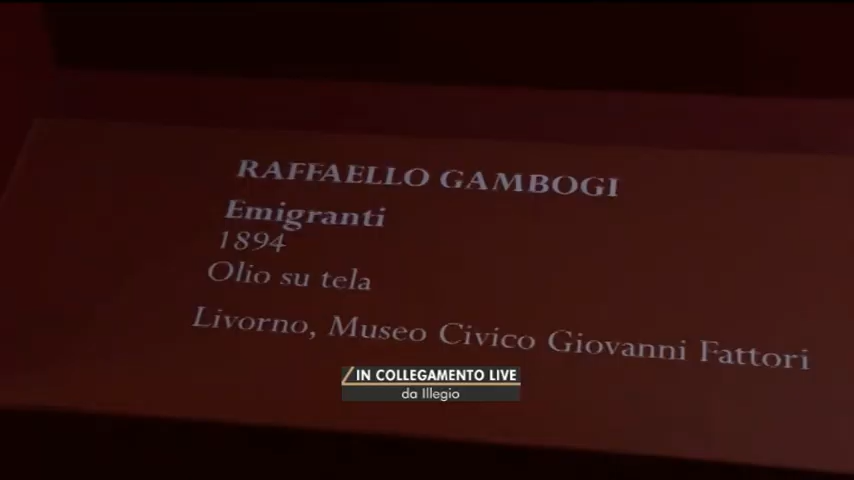 RAFFAELLO GAMBOGI
Emigranti
1894
Olio su tela
Livorno, Museo Civico Giovanni Fattori
IN COLLEGAMENTO LIVE
da Illegio